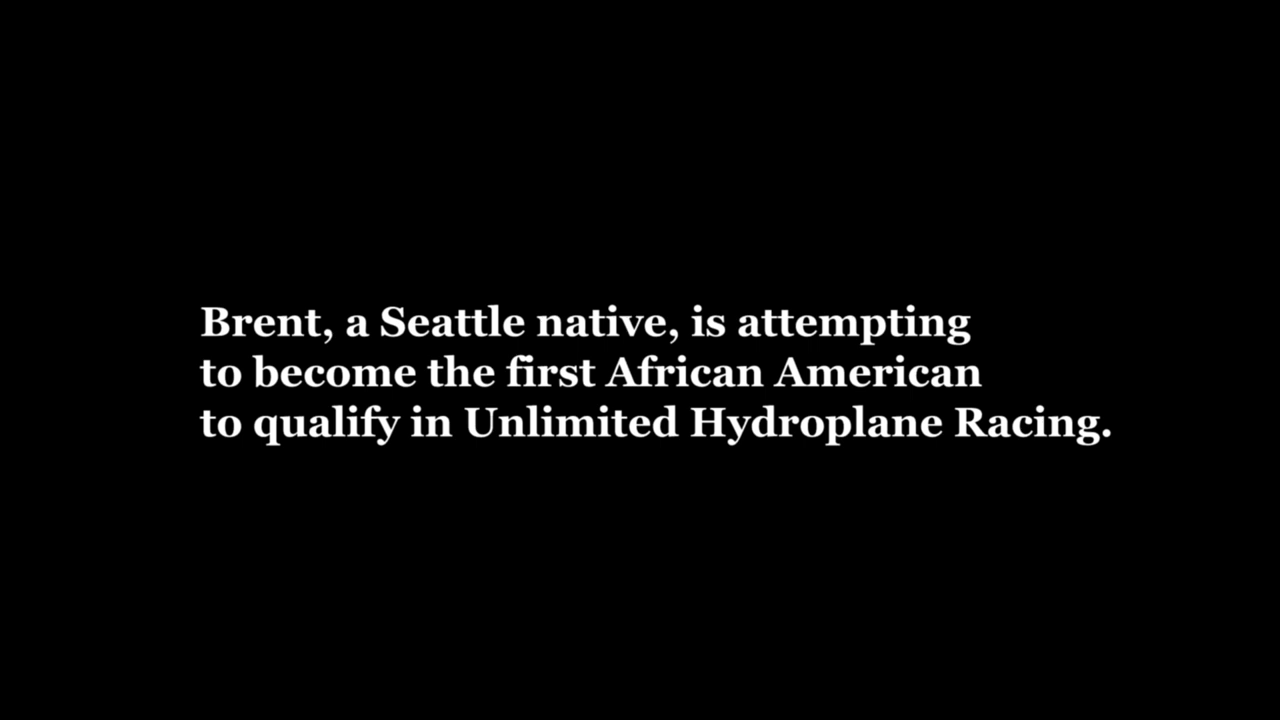 Brent, a Seattle native, is attempting
to become the first African American
to qualify in Unlimited Hydroplane Racing.